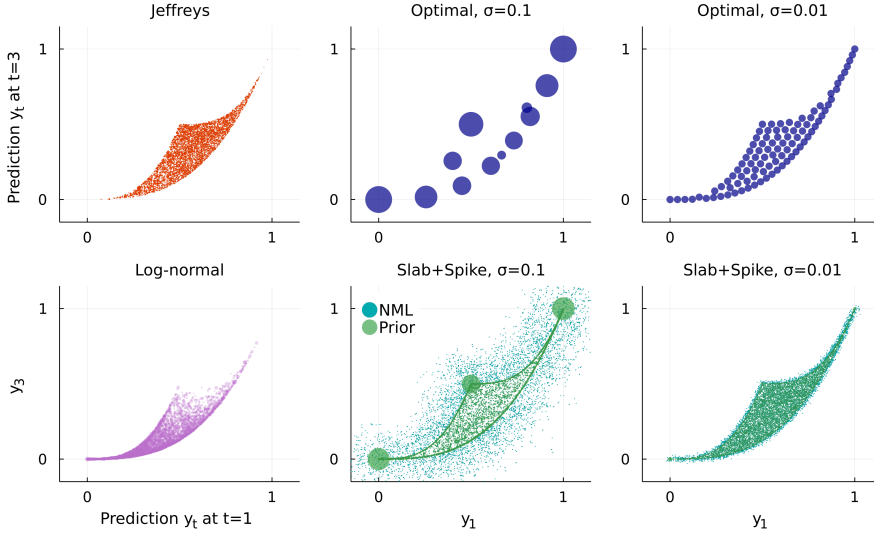 Jeffreys
Optimal, σ=0.1
Optimal, σ=0.01
Prediction yₜ at t=3
1
0
0
1
1
0
0
1
1
0
0
1
Log-normal
Slab+Spike, σ=0.1
Slab+Spike, σ=0.01
y₃
1
0
0
1
Prediction yₜ at t=1
NML
Prior
1
0
0
1
y₁
1
0
0
1
y₁